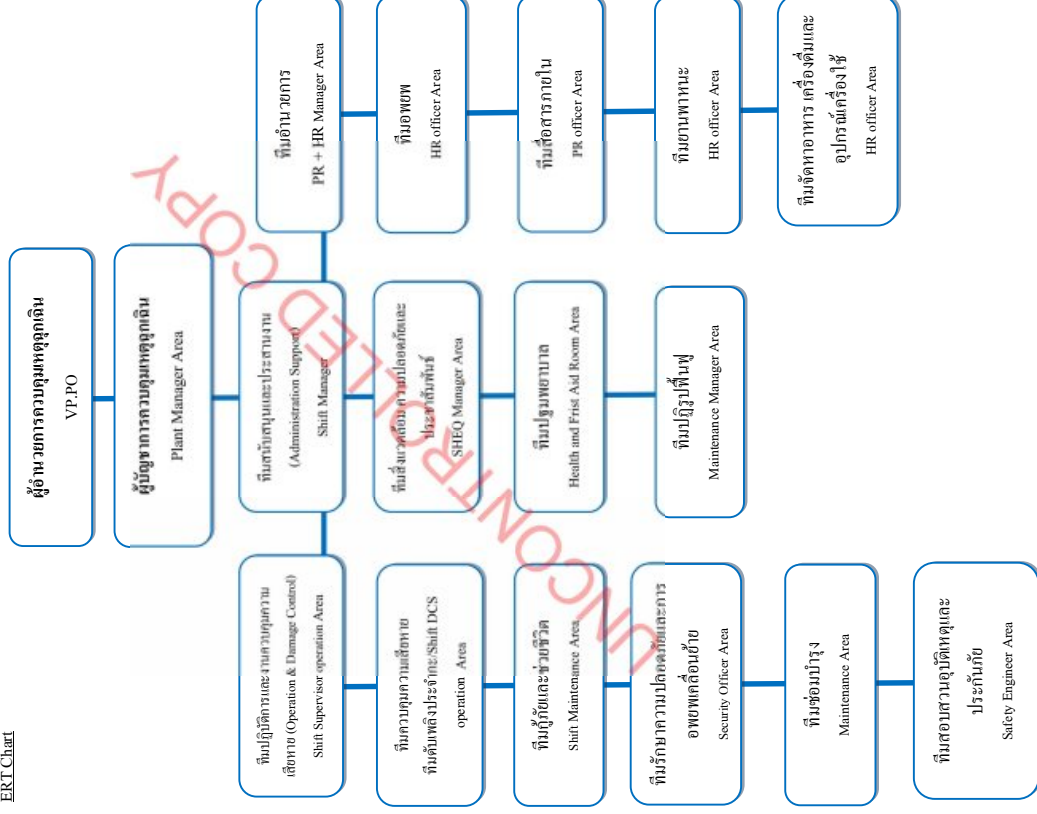 ERT Chart
ผู้อำนวยการควบคุมเหตุฉุกเฉิน
VP.PO
ผู้บัญชาการควบคุมเหตุฉุกเฉิน
Plant Manager Area
ทีมปฏิบัติการและงานควบคุมความ
เสียหาย (Operation & Damage Control)
Shift Supervisor operation Area
ทีมควบคุมความเสียหาย
ทีมดับเพลิงประจำกะ/Shift DCS
operation Area
ทีมกู้ภัยและช่วยชีวิต
Shift Maintenance Area
ทีมรักษาความปลอดภัยและการ
อพยพเคลื่อนย้าย
Security Officer Area
ทีมซ่อมบำรุง
Maintenance Area
ทีมสอบสวนอุบัติเหตุและ
ประกันภัย
Safety Engineer Area
ทีมสนับสนุนและประสานงาน
(Administration Support)
Shift Manager
ทีมสิ่งแวดล้อม ความปลอดภัยและ
ประชาสัมพันธ์
SHEQ Manager Area
ทีมปฐมพยาบาล
Health and Frist Aid Room Area
ทีมปฏิรูปฟื้นฟู
Maintenance Manager Area
ทีมอำนวยการ
PR + HR Manager Area
ทีมอพยพ
HR officer Area
ทีมสื่อสารภายใน
PR officer Area
ทีมยานพาหนะ
HR officer Area
ทีมจัดหาอาหาร เครื่องดื่มและ
อุปกรณ์เครื่องใช้
HR officer Area
UNCONTROLLED COPY